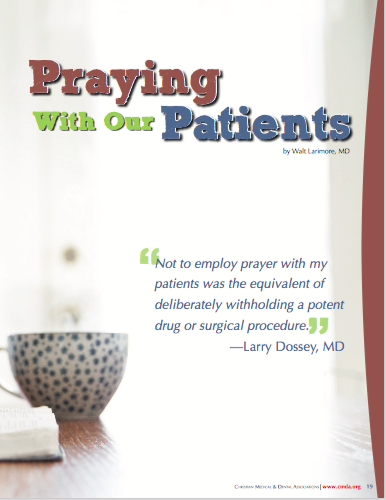 Praying
With Our Patients
by Walt Larimore, MD
“Not to employ prayer with my
patients was the equivalent of
deliberately withholding a potent
drug or surgical procedure.”
—Larry Dossey, MD
Christian Medical & Dental Associations | www.cmda.org 19